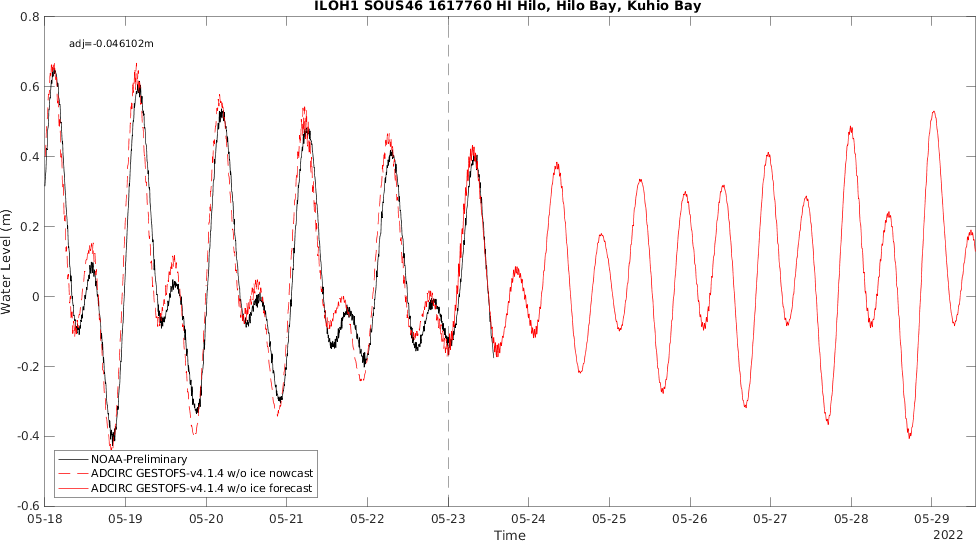 ILOH1 SOUS46 1617760 HI Hilo, Hilo Bay, Kuhio Bay
0.8
adj=-0.046102m
0.6
0.4
0.2
0
-0.2
-0.4
-0.6
Water Level (m)
NOAA-Preliminary
ADCIRC GESTOFS-v4.1.4 w/o ice nowcast
ADCIRC GESTOFS-v4.1.4 w/o ice forecast
05-18 05-19 05-20 05-21 05-22 05-23 05-24 05-25 05-26 05-27 05-28 05-29
Time
2022